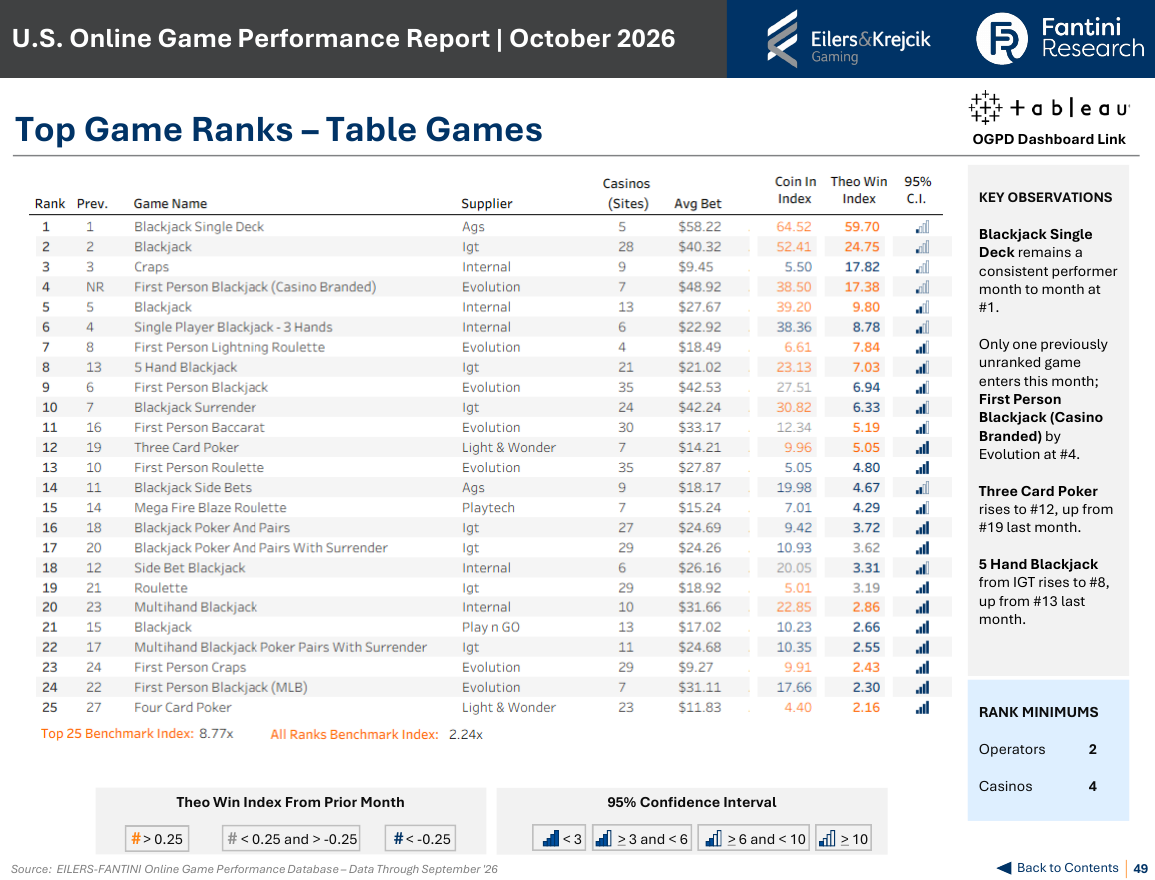 U.S. Online Game Performance Report | October 2026
Eilers&Krejcik
Gaming
Fantini
Research
Top Game Ranks – Table Games
+ a b l e a u
OGPD Dashboard Link
Rank Prev. Game Name Supplier Casinos (Sites) Avg Bet Coin In Index Theo Win Index 95% C.I.
1 1 Blackjack Single Deck Ags 5 $58.22 64.52 59.70
2 2 Blackjack Igt 28 $40.32 52.41 24.75
3 3 Craps Internal 9 $9.45 5.50 17.82
4 NR First Person Blackjack (Casino Branded) Evolution 7 $48.92 38.50 17.38
5 5 Blackjack Internal 13 $27.67 39.20 9.80
6 4 Single Player Blackjack - 3 Hands Internal 6 $22.92 38.36 8.78
7 8 First Person Lightning Roulette Evolution 4 $18.49 6.61 7.84
8 13 5 Hand Blackjack Igt 21 $21.02 23.13 7.03
9 6 First Person Blackjack Evolution 35 $42.53 27.51 6.94
10 7 Blackjack Surrender Igt 24 $42.24 30.82 6.33
11 16 First Person Baccarat Evolution 30 $33.17 12.34 5.19
12 19 Three Card Poker Light & Wonder 7 $14.21 9.96 5.05
13 10 First Person Roulette Evolution 35 $27.87 5.05 4.80
14 11 Blackjack Side Bets Ags 9 $18.17 19.98 4.67
15 14 Mega Fire Blaze Roulette Playtech 7 $15.24 7.01 4.29
16 18 Blackjack Poker And Pairs Igt 27 $24.69 9.42 3.72
17 20 Blackjack Poker And Pairs With Surrender Igt 29 $24.26 10.93 3.62
18 12 Side Bet Blackjack Internal 6 $26.16 20.05 3.31
19 21 Roulette Igt 29 $18.92 5.01 3.19
20 23 Multihand Blackjack Internal 10 $31.66 22.85 2.86
21 15 Blackjack Play n GO 13 $17.02 10.23 2.66
22 17 Multihand Blackjack Poker Pairs With Surrender Igt 11 $24.68 10.35 2.55
23 24 First Person Craps Evolution 29 $9.27 9.91 2.43
24 22 First Person Blackjack (MLB) Evolution 7 $31.11 17.66 2.30
25 27 Four Card Poker Light & Wonder 23 $11.83 4.40 2.16
Top 25 Benchmark Index: 8.77x All Ranks Benchmark Index: 2.24x
KEY OBSERVATIONS
Blackjack Single
Deck remains a
consistent performer
month to month at
#1.
Only one previously
unranked game
enters this month;
First Person
Blackjack (Casino
Branded) by
Evolution at #4.
Three Card Poker
rises to #12, up from
#19 last month.
5 Hand Blackjack
from IGT rises to #8,
up from #13 last
month.
RANK MINIMUMS
Operators 2
Casinos 4
Theo Win Index From Prior Month
# > 0.25 # < 0.25 and > -0.25 # < -0.25
95% Confidence Interval
< 3 ≥ 3 and < 6 ≥ 6 and < 10 ≥ 10
Source: EILERS-FANTINI Online Game Performance Database – Data Through September '26
Back to Contents | 49